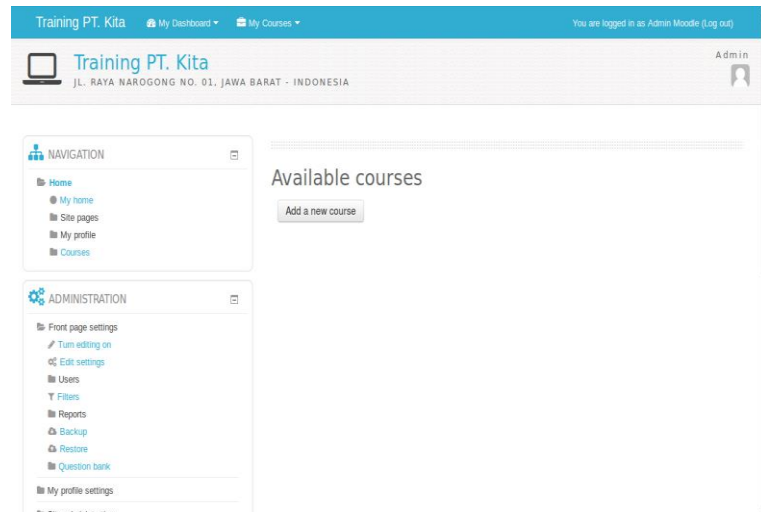 Training PT. Kita My Dashboard My Courses You are logged in as Admin Moodle (Log out)
Training PT. Kita
JL. RAYA NAROGONG NO. 01, JAWA BARAT - INDONESIA
Admin
NAVIGATION
Home
My home
Site pages
My profile
Courses
ADMINISTRATION
Front page settings
Turn editing on
Edit settings
Users
Filters
Reports
Backup
Restore
Question bank
My profile settings
Available courses
Add a new course